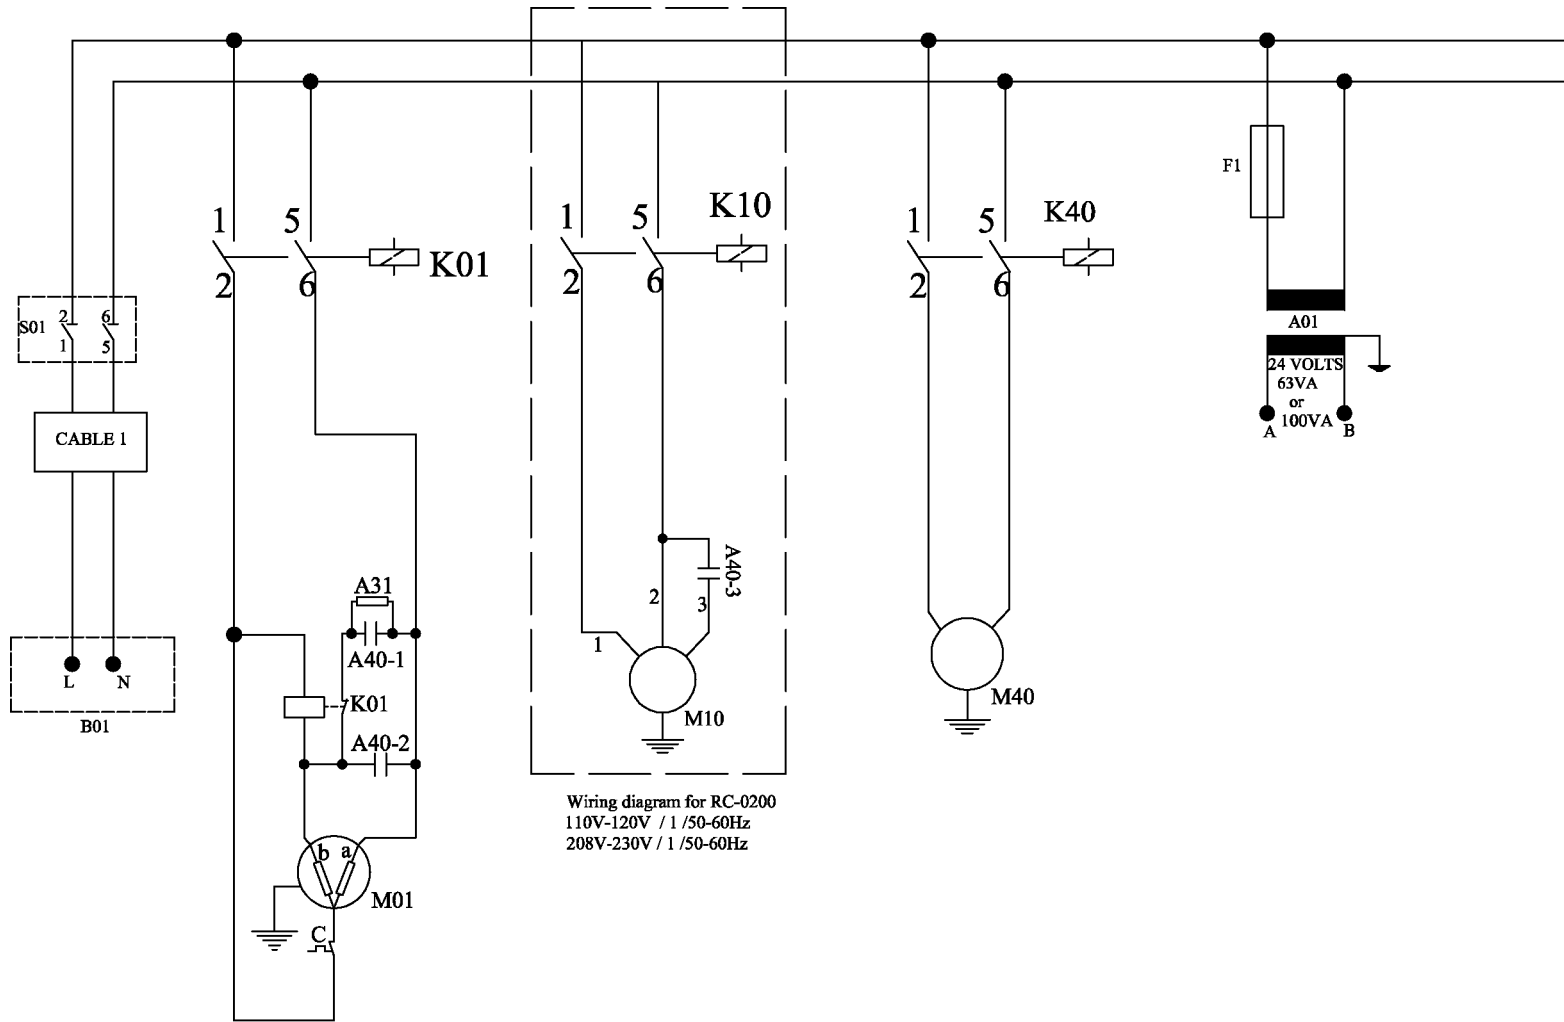 F1
1
5
K01
2
6
1
5
K10
2
6
1
5
K40
2
6
S01
2
6
1
5
A01
24 VOLTS
63VA
or
100VA
A
B
CABLE 1
A31
A40-1
K01
A40-2
A40-3
2
3
1
M10
M40
L
N
B01
Wiring diagram for RC-0200
110V-120V / 1 /50-60Hz
208V-230V / 1 /50-60Hz
b
a
M01
C